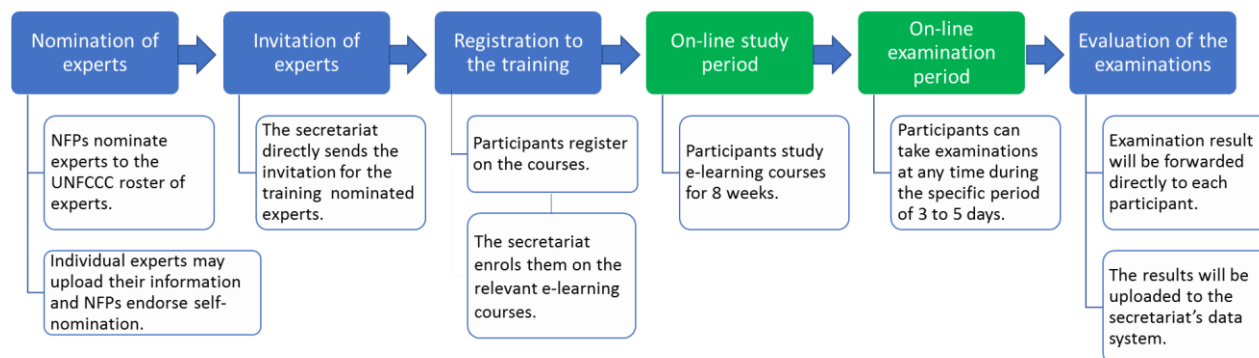 Nomination of
experts
Invitation of
experts
Registration to
the training
On-line study
period
On-line
examination
period
Evaluation of the
examinations
NFPs nominate
experts to the
UNFCCC roster of
experts.
Individual experts may
upload their information
and NFPs endorse self-
nomination.
The secretariat
directly sends the
invitation for the
training nominated
experts.
Participants register
on the courses.
The secretariat
enrols them on the
relevant e-learning
courses.
Participants study
e-learning courses
for 8 weeks.
Participants can
take examinations
at any time during
the specific period
of 3 to 5 days.
Examination result
will be forwarded
directly to each
participant.
The results will be
uploaded to the
secretariat’s data
system.